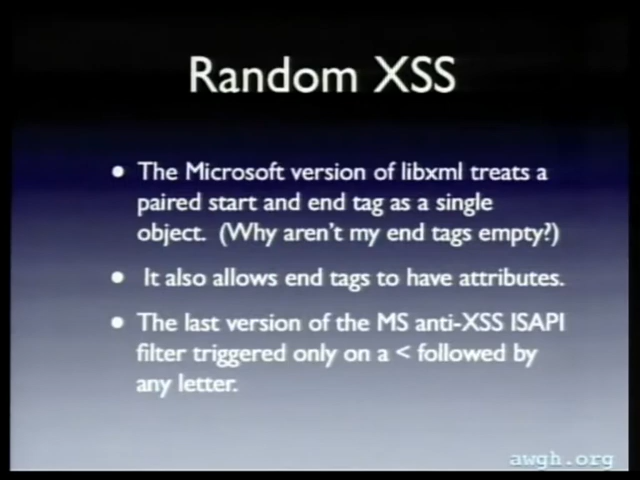 Random XSS
• The Microsoft version of libxml treats a
paired start and end tag as a single
object. (Why aren't my end tags empty?)
• It also allows end tags to have attributes.
• The last version of the MS anti-XSS ISAPI
filter triggered only on a < followed by
any letter.
awgh.org